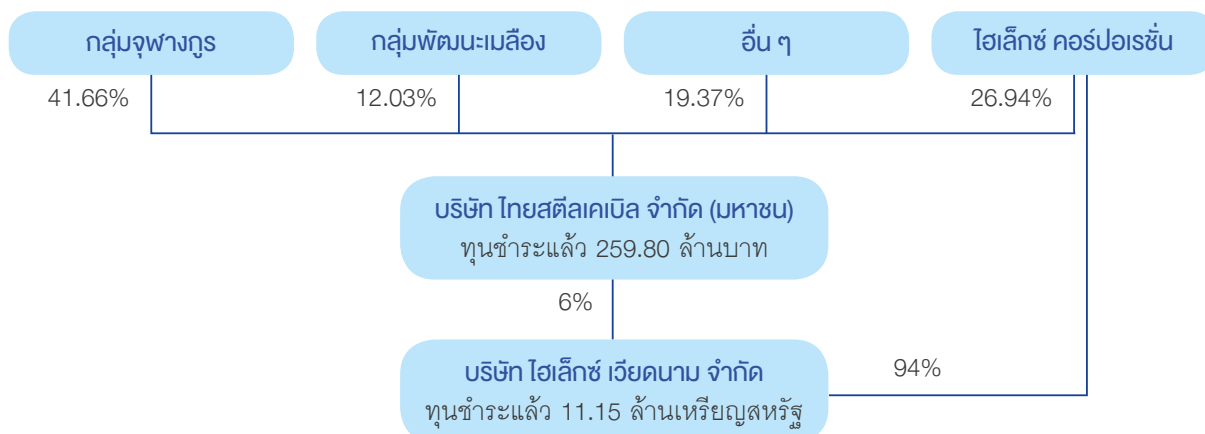 กลุ่มจุฬางกูร
กลุ่มพัฒนะเมลือง
อื่น ๆ
ไฮเล็กซ์ คอร์ปอเรชั่น
41.66%
12.03%
19.37%
26.94%
บริษัท ไทยสตีลเคเบิล จำกัด (มหาชน)
ทุนชำระแล้ว 259.80 ล้านบาท
6%
บริษัท ไฮเล็กซ์ เวียดนาม จำกัด
ทุนชำระแล้ว 11.15 ล้านเหรียญสหรัฐ
94%